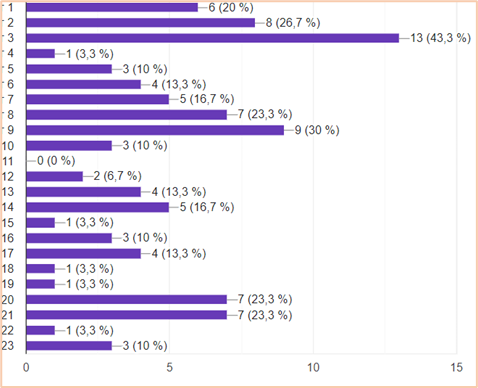 1 6 (20 %)
2 8 (26,7 %)
3 13 (43,3 %)
4 1 (3,3 %)
5 3 (10 %)
6 4 (13,3 %)
7 5 (16,7 %)
8 7 (23,3 %)
9 9 (30 %)
10 3 (10 %)
11 0 (0 %)
12 2 (6,7 %)
13 4 (13,3 %)
14 5 (16,7 %)
15 1 (3,3 %)
16 3 (10 %)
17 4 (13,3 %)
18 1 (3,3 %)
19 1 (3,3 %)
20 7 (23,3 %)
21 7 (23,3 %)
22 1 (3,3 %)
23 3 (10 %)
0 5 10 15